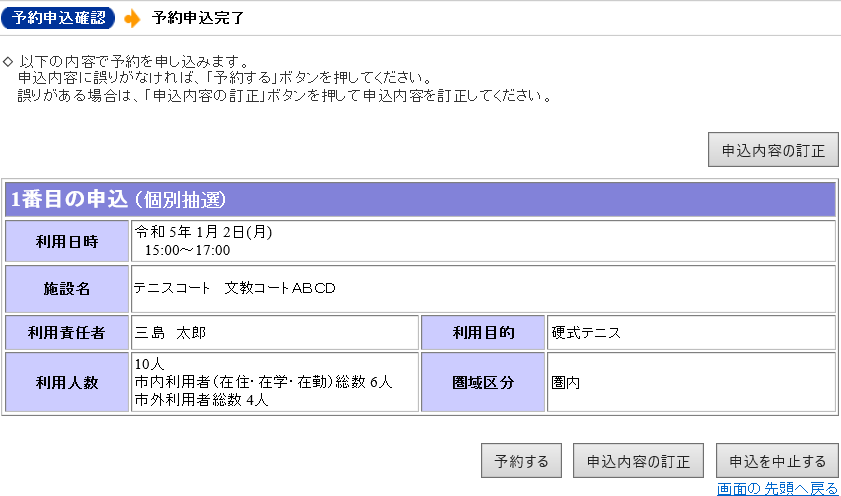 予約申込確認 予約申込完了
◇ 以下の内容で予約を申し込みます。
申込内容に誤りがなければ、「予約する」ボタンを押してください。
誤りがある場合は、「申込内容の訂正」ボタンを押して申込内容を訂正してください。
申込内容の訂正
1番目の申込（個別抽選）
利用日時 令和 5年 1月 2日(月)
15:00～17:00
施設名 テニスコート　文教コートＡＢＣＤ
利用責任者 三島　太郎 利用目的 硬式テニス
利用人数 10人
市内利用者（在住・在学・在勤）総数 6人
市外利用者総数 4人
圏域区分 圏内
予約する 申込内容の訂正 申込を中止する
画面の先頭へ戻る